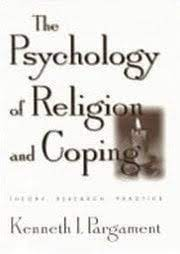 The
Psychology
of Religion
and Coping
THEORY, RESEARCH, PRACTICE
Kenneth I. Pargament